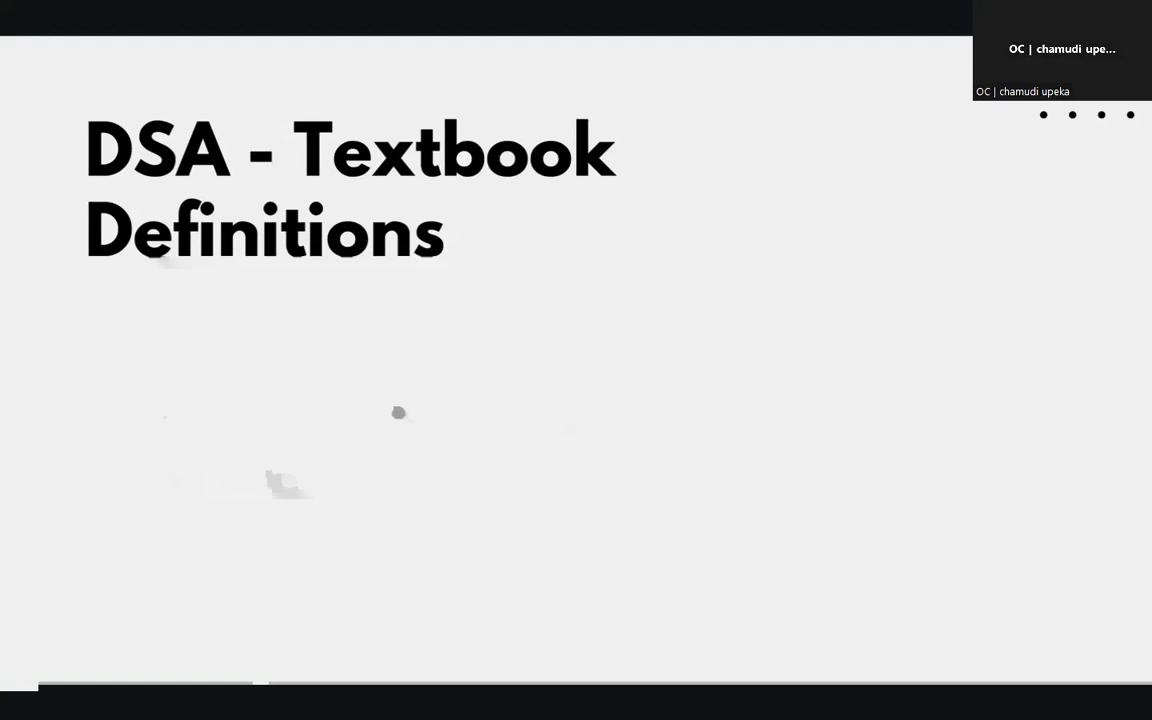 OC | chamudi upe...
OC | chamudi upeka
DSA - Textbook
Definitions